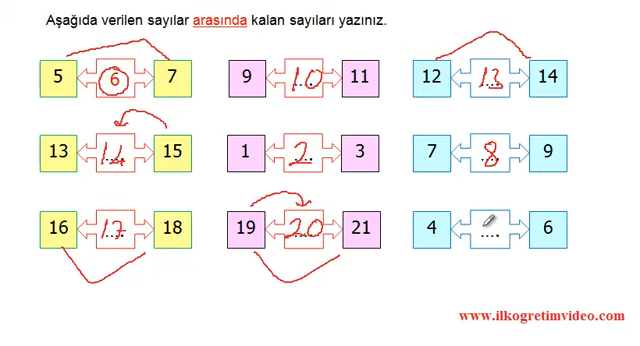 Aşağıda verilen sayılar arasında kalan sayıları yazınız.
5 6 7 9 10 11 12 13 14
13 14 15 1 2 3 7 8 9
16 17 18 19 20 21 4 .... 6
www.ilkogretimvideo.com